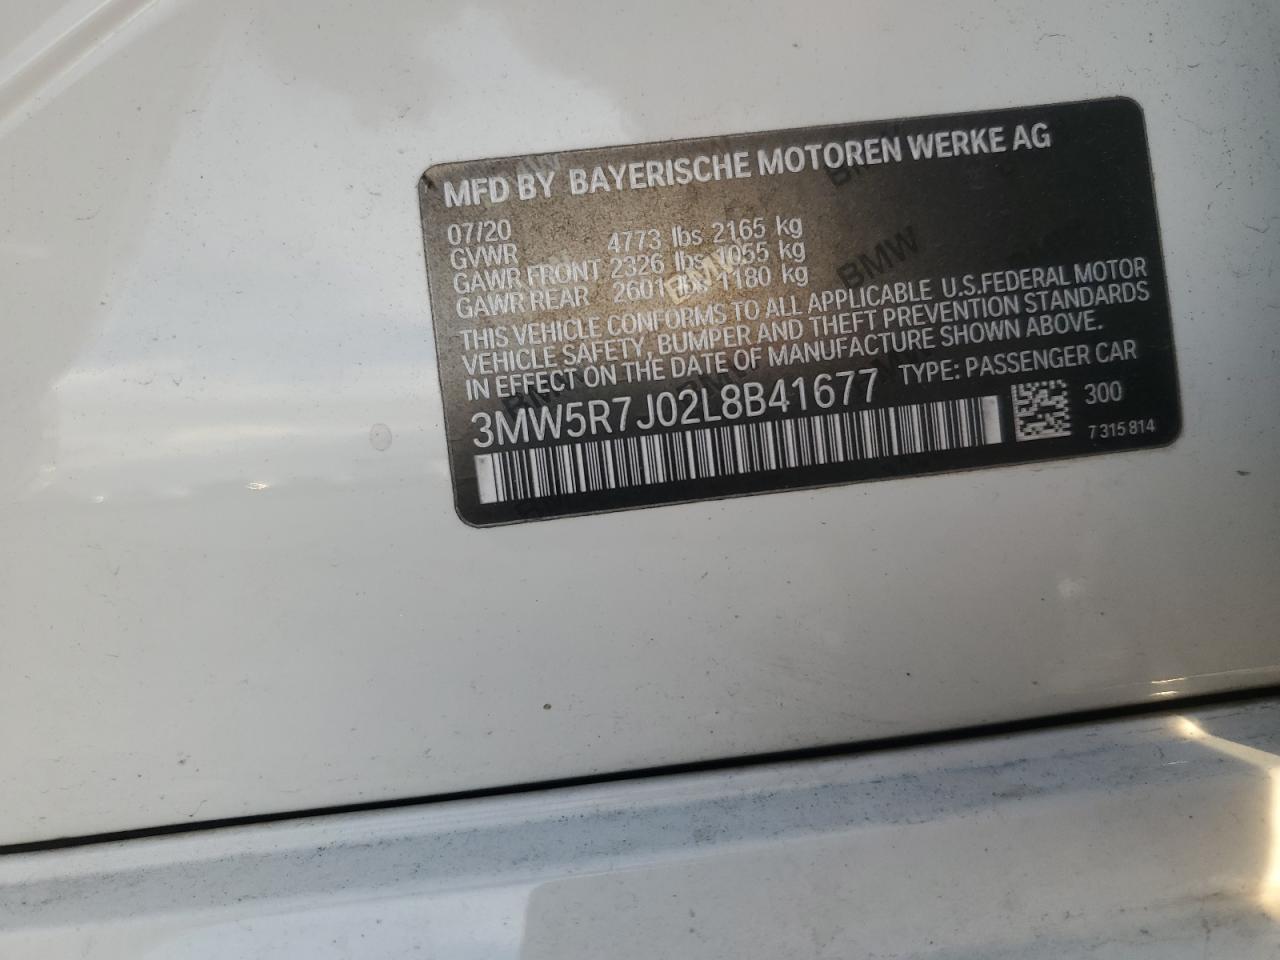 MFD BY BAYERISCHE MOTOREN WERKE AG
07/20
GVWR 4773 lbs 2165 kg
GAWR FRONT 2326 lbs 1055 kg
GAWR REAR 2601 lbs 1180 kg
THIS VEHICLE CONFORMS TO ALL APPLICABLE U.S.FEDERAL MOTOR
VEHICLE SAFETY, BUMPER AND THEFT PREVENTION STANDARDS
IN EFFECT ON THE DATE OF MANUFACTURE SHOWN ABOVE.
3MW5R7J02L8B41677 TYPE: PASSENGER CAR
300
7 315 814